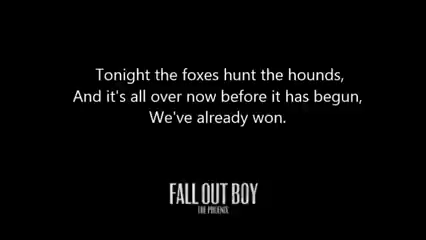 Tonight the foxes hunt the hounds,
And it's all over now before it has begun,
We've already won.
FALL OUT BOY
THE PHOENIX